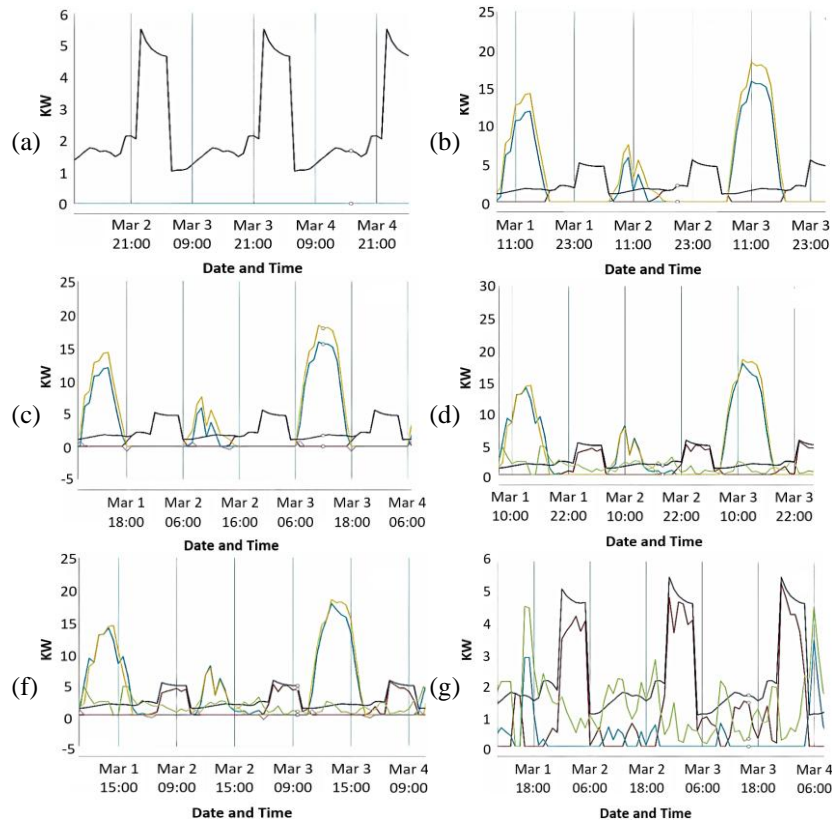 (a)
KW
6
5
4
3
2
1
0
Mar 2 Mar 3 Mar 3 Mar 4 Mar 4
21:00 09:00 21:00 09:00 21:00
Date and Time
(b)
KW
25
20
15
10
5
0
Mar 1 Mar 1 Mar 2 Mar 2 Mar 3 Mar 3
11:00 23:00 11:00 23:00 11:00 23:00
Date and Time
(c)
KW
25
20
15
10
5
0
-5
Mar 1 Mar 2 Mar 2 Mar 3 Mar 3 Mar 4
18:00 06:00 16:00 06:00 18:00 06:00
Date and Time
(d)
KW
30
25
20
15
10
5
0
Mar 1 Mar 1 Mar 2 Mar 2 Mar 3 Mar 3
10:00 22:00 10:00 22:00 10:00 22:00
Date and Time
(f)
KW
25
20
15
10
5
0
-5
Mar 1 Mar 2 Mar 2 Mar 3 Mar 3 Mar 4
15:00 09:00 15:00 09:00 15:00 09:00
Date and Time
(g)
KW
6
5
4
3
2
1
0
Mar 1 Mar 2 Mar 2 Mar 3 Mar 3 Mar 4
18:00 06:00 18:00 06:00 18:00 06:00
Date and Time